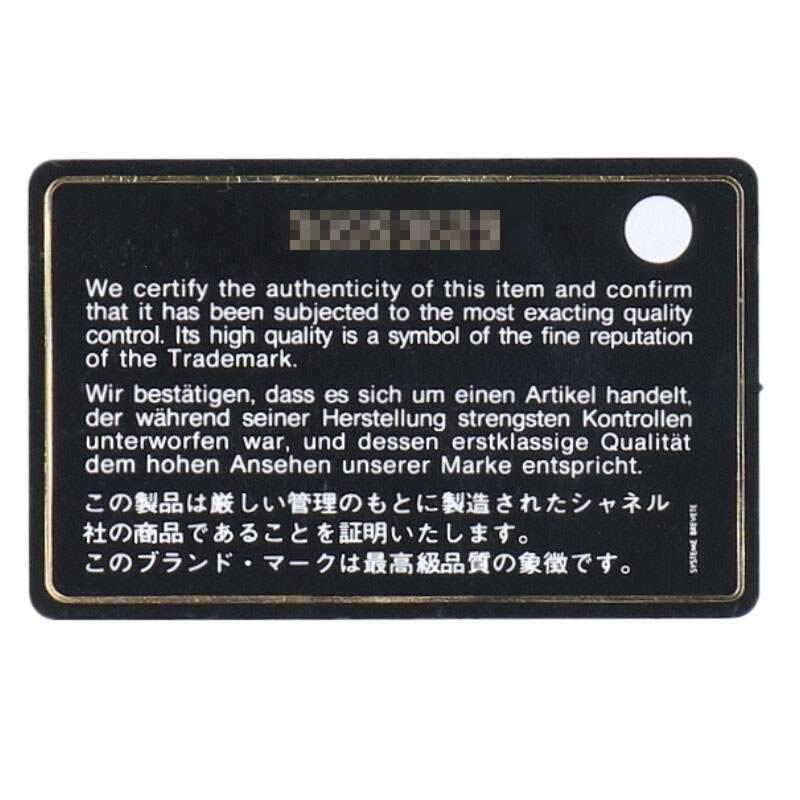 We certify the authenticity of this item and confirm
that it has been subjected to the most exacting quality
control. Its high quality is a symbol of the fine reputation
of the Trademark.
Wir bestätigen, dass es sich um einen Artikel handelt,
der während seiner Herstellung strengsten Kontrollen
unterworfen war, und dessen erstklassige Qualität
dem hohen Ansehen unserer Marke entspricht.
この製品は厳しい管理のもとに製造されたシャネル
社の商品であることを証明いたします。
このブランド・マークは最高級品質の象徴です。
SYSTEME BREVETE